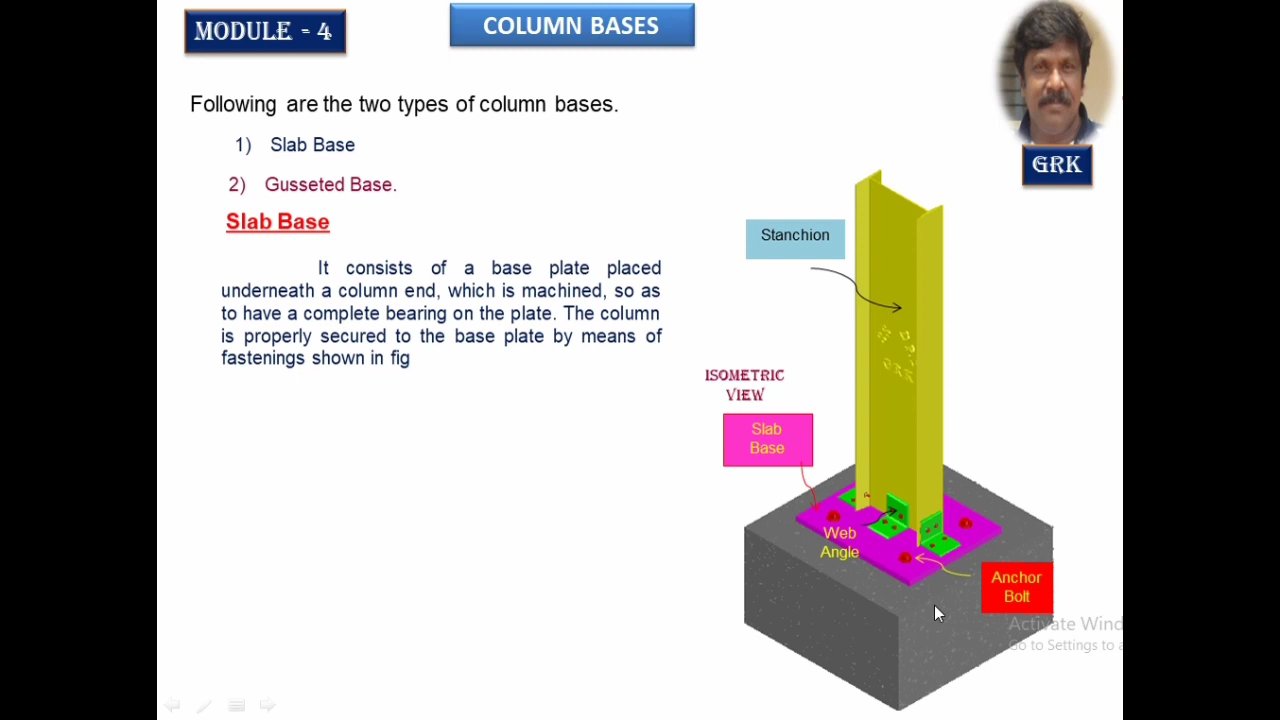 MODULE - 4
COLUMN BASES
Following are the two types of column bases.
1) Slab Base
2) Gusseted Base.
GRK
Slab Base
Stanchion
It consists of a base plate placed
underneath a column end, which is machined, so as
to have a complete bearing on the plate. The column
is properly secured to the base plate by means of
fastenings shown in fig
GRK
ISOMETRIC
VIEW
Slab
Base
Web
Angle
Anchor
Bolt
Activate Wind
Go to Settings to a